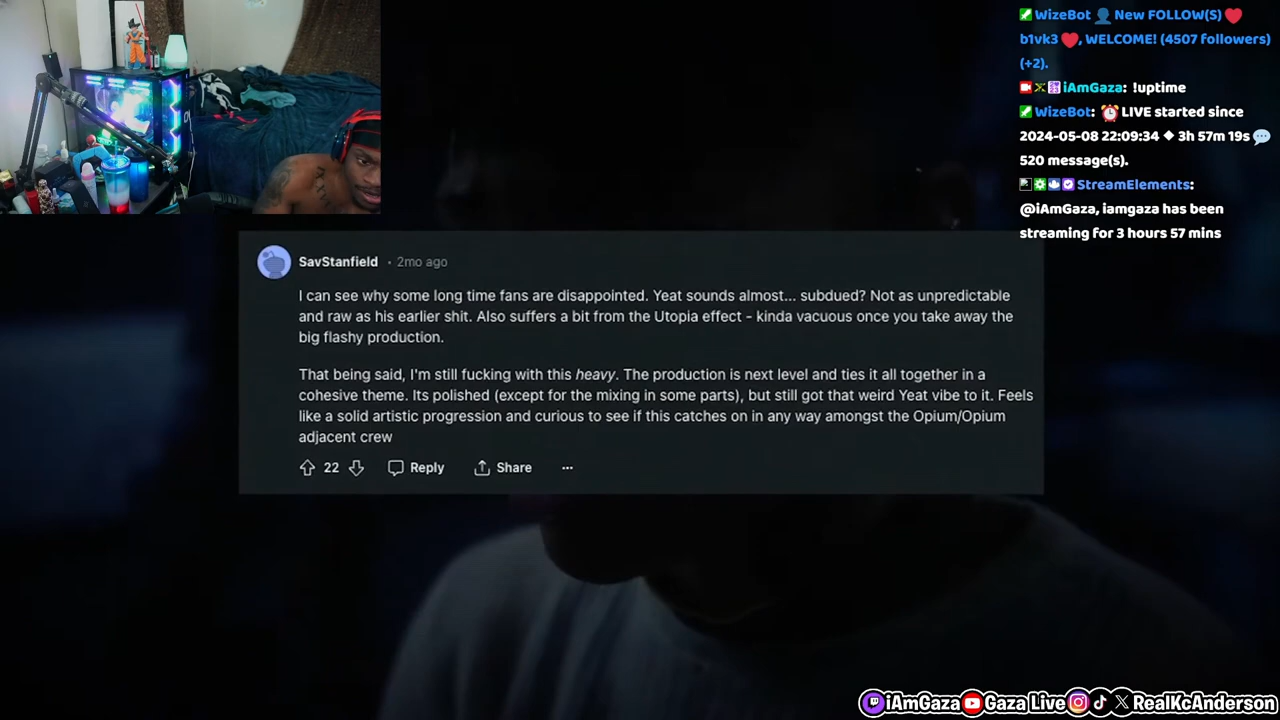 WizeBot New FOLLOW(S)
b1vk3, WELCOME! (4507 followers)
(+2).
iAmGaza: !uptime
WizeBot: LIVE started since
2024-05-08 22:09:34 ◆ 3h 57m 19s
520 message(s).
StreamElements:
@iAmGaza, iamgaza has been
streaming for 3 hours 57 mins
SavStanfield • 2mo ago
I can see why some long time fans are disappointed. Yeat sounds almost... subdued? Not as unpredictable
and raw as his earlier shit. Also suffers a bit from the Utopia effect - kinda vacuous once you take away the
big flashy production.
That being said, I'm still fucking with this heavy. The production is next level and ties it all together in a
cohesive theme. Its polished (except for the mixing in some parts), but still got that weird Yeat vibe to it. Feels
like a solid artistic progression and curious to see if this catches on in any way amongst the Opium/Opium
adjacent crew
22 Reply Share ...
iAmGaza Gaza Live RealKcAnderson